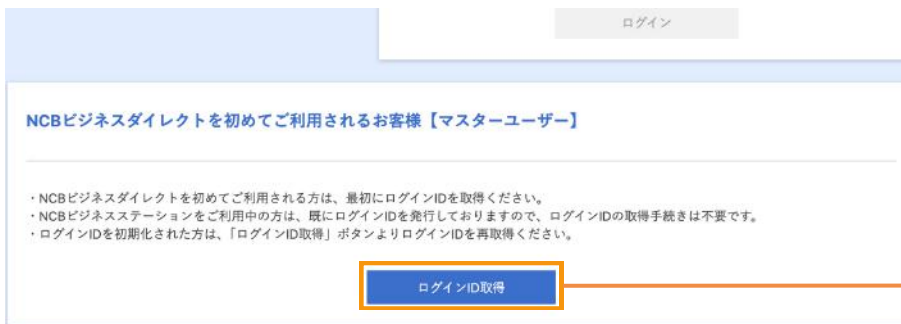 ログイン
NCBビジネスダイレクトを初めてご利用されるお客様【マスターユーザー】
・NCBビジネスダイレクトを初めてご利用される方は、最初にログインIDを取得ください。
・NCBビジネスステーションをご利用中の方は、既にログインIDを発行しておりますので、ログインIDの取得手続きは不要です。
・ログインIDを初期化された方は、「ログインID取得」ボタンよりログインIDを再取得ください。
ログインID取得